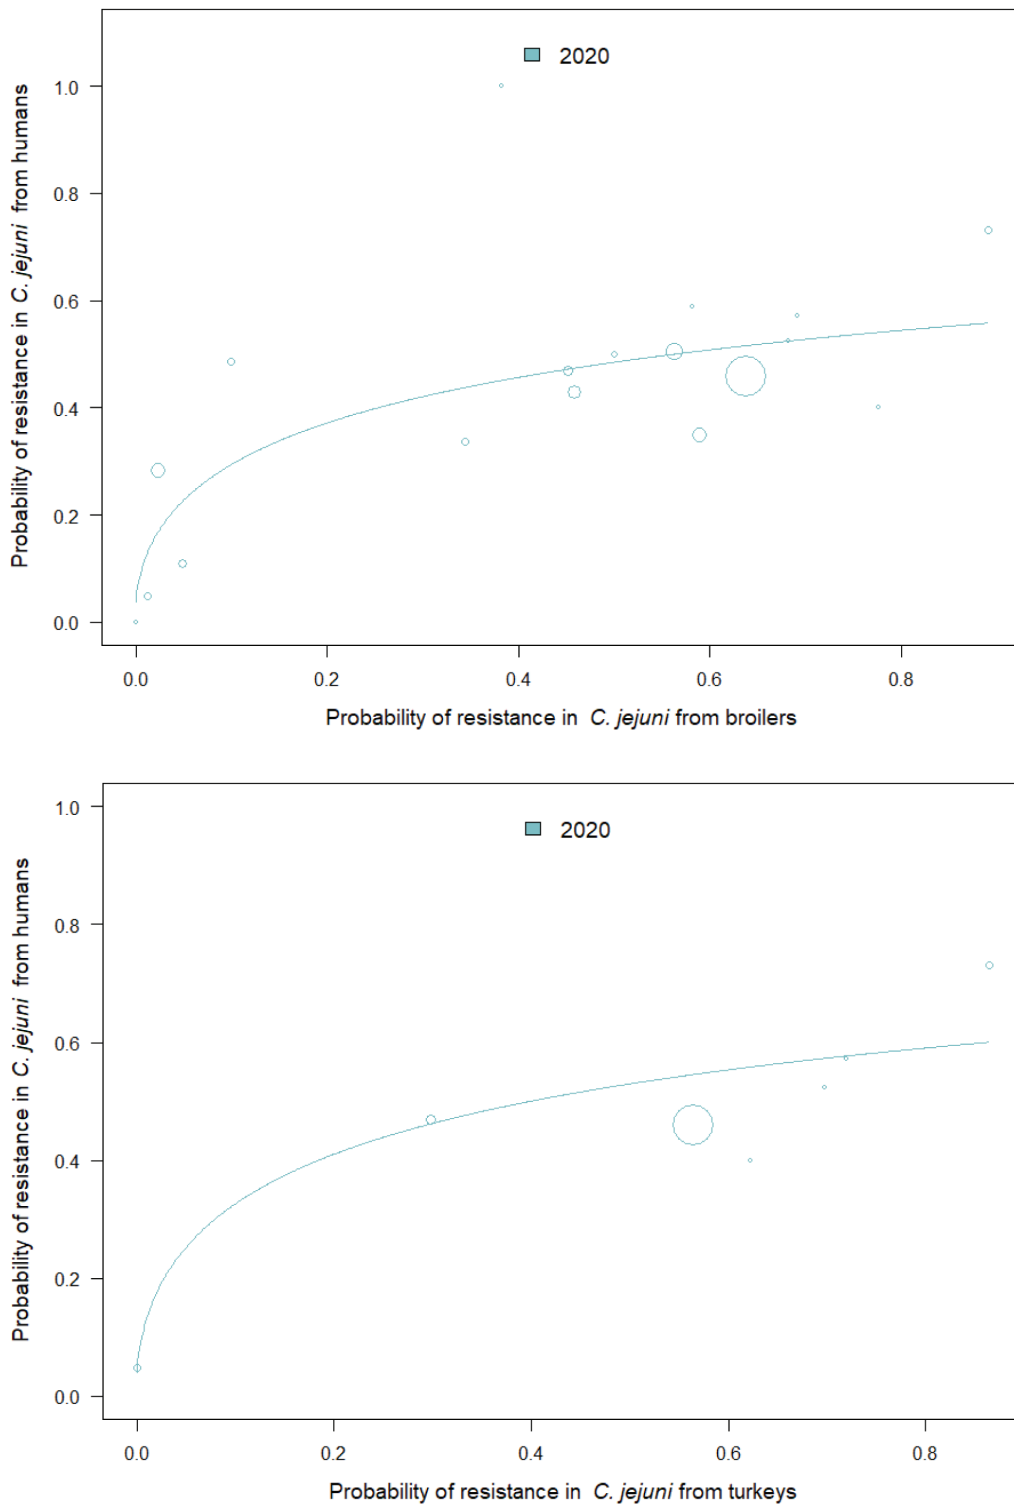 2020
Probability of resistance in C. jejuni from humans
1.0
0.8
0.6
0.4
0.2
0.0
0.0 0.2 0.4 0.6 0.8
Probability of resistance in C. jejuni from broilers
2020
Probability of resistance in C. jejuni from humans
1.0
0.8
0.6
0.4
0.2
0.0
0.0 0.2 0.4 0.6 0.8
Probability of resistance in C. jejuni from turkeys